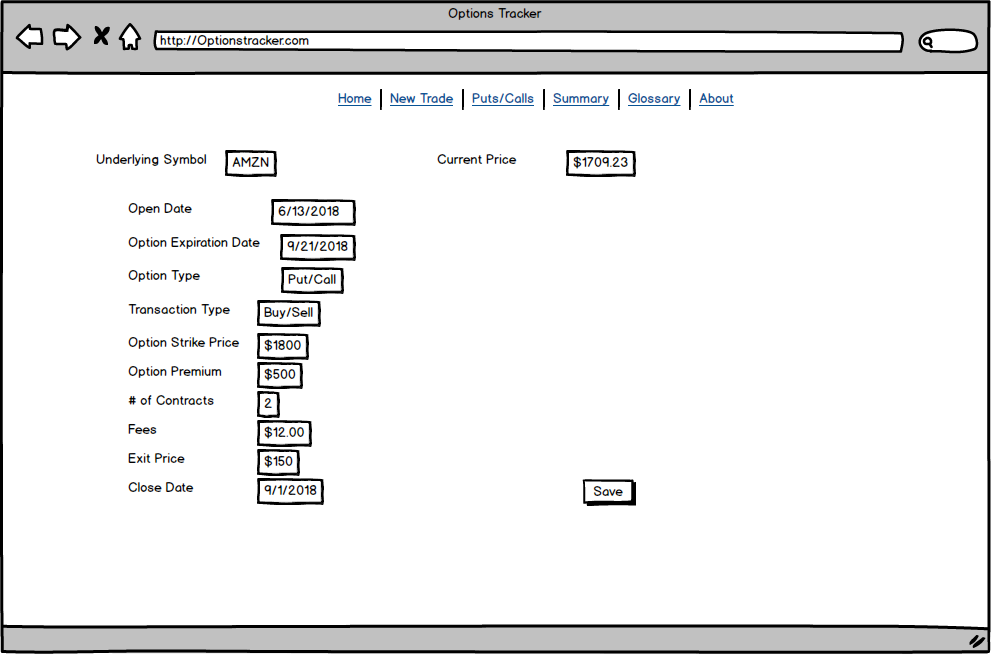 Options Tracker
http://Optionstracker.com
Home New Trade Puts/Calls Summary Glossary About
Underlying Symbol AMZN Current Price $1709.23
Open Date 6/13/2018
Option Expiration Date 9/21/2018
Option Type Put/Call
Transaction Type Buy/Sell
Option Strike Price $1800
Option Premium $500
# of Contracts 2
Fees $12.00
Exit Price $150
Close Date 9/1/2018 Save